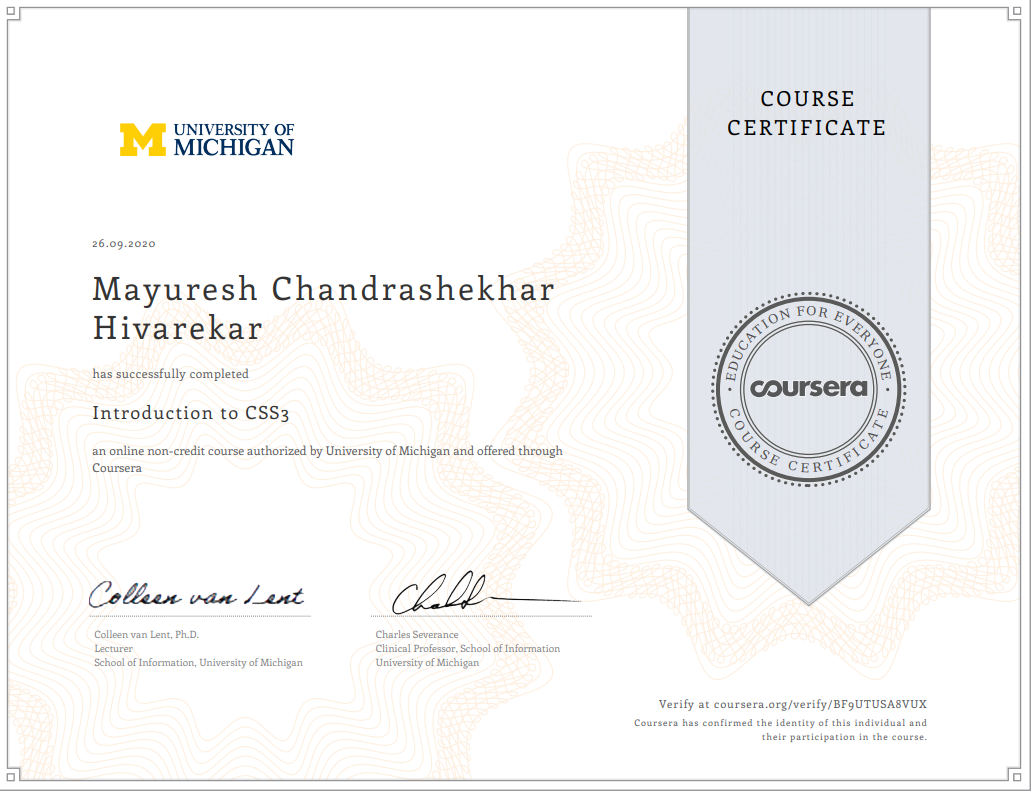 UNIVERSITY OF
MICHIGAN
COURSE
CERTIFICATE
26.09.2020
Mayuresh Chandrashekhar
Hivarekar
has successfully completed
Introduction to CSS3
an online non-credit course authorized by University of Michigan and offered through
Coursera
EDUCATION FOR EVERYONE
coursera
COURSE CERTIFICATE
Colleen van Lent
Colleen van Lent, Ph.D.
Lecturer
School of Information, University of Michigan
Charles Severance
Clinical Professor, School of Information
University of Michigan
Verify at coursera.org/verify/BF9UTUSA8VUX
Coursera has confirmed the identity of this individual and
their participation in the course.